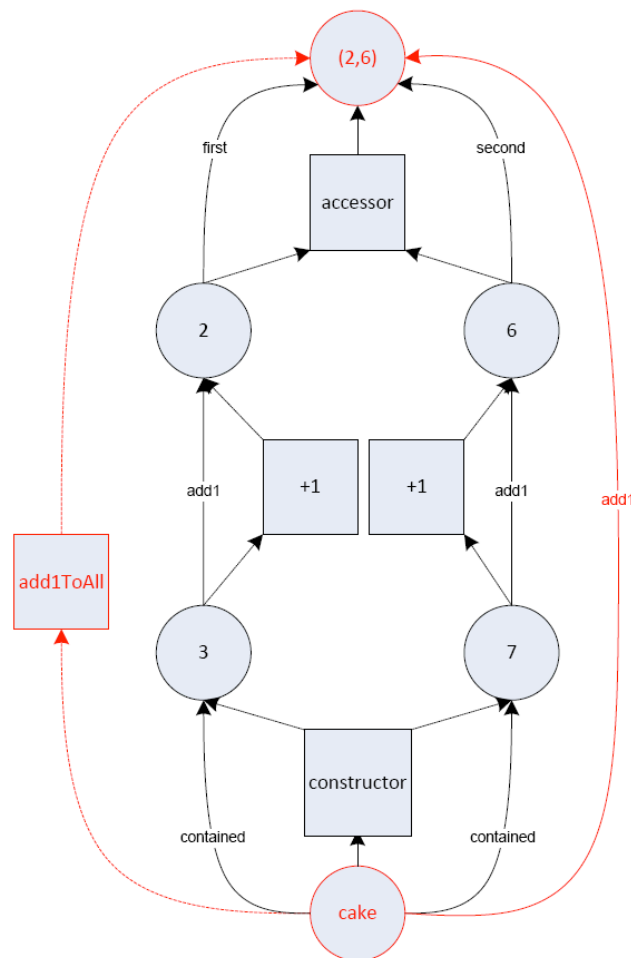 (2,6)
first
second
accessor
2
6
+1
+1
add1
add1
add1
add1ToAll
3
7
constructor
contained
contained
cake